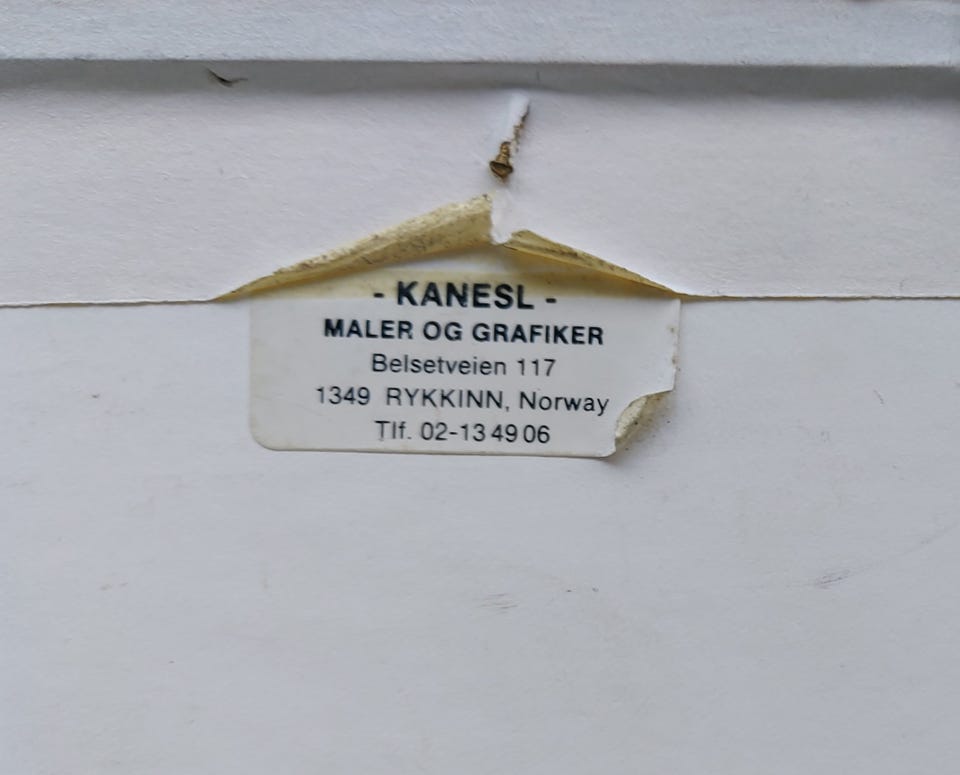 - KANESL -
MALER OG GRAFIKER
Belsetveien 117
1349 RYKKINN, Norway
Tlf. 02-13 49 06